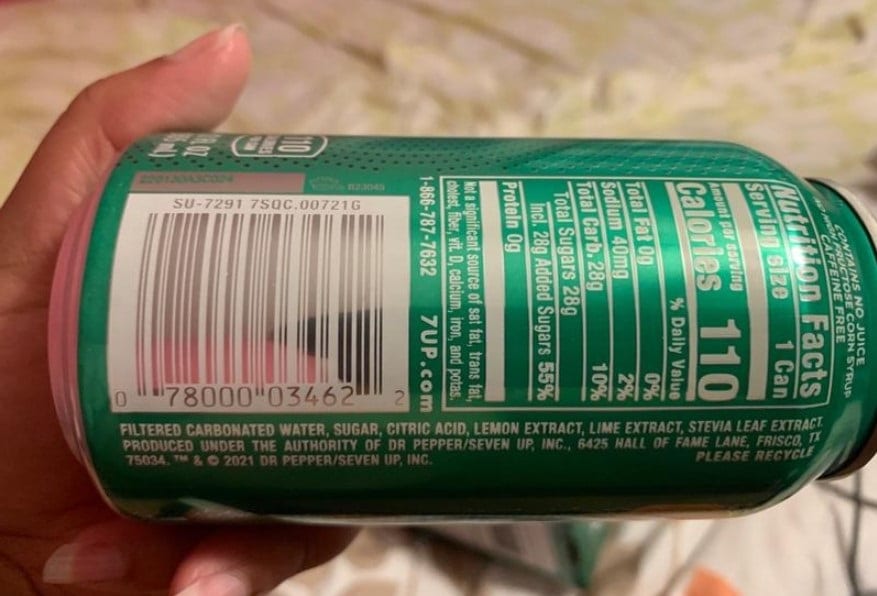 CONTAINS NO JUICE
NO HIGH FRUCTOSE CORN SYRUP
CAFFEINE FREE
Nutrition Facts
Serving size 1 Can
Amount per serving
Calories 110
% Daily Value
Total Fat 0g 0%
Sodium 40mg 2%
Total Carb. 28g 10%
Total Sugars 28g
Incl. 28g Added Sugars 55%
Protein 0g
Not a significant source of sat fat, trans fat,
cholest, fiber, vit. D, calcium, iron, and potas.
1-866-787-7632 7UP.com
110
R23045
SU-7291 7SQC.00721G
0 78000 03462 2
FILTERED CARBONATED WATER, SUGAR, CITRIC ACID, LEMON EXTRACT, LIME EXTRACT, STEVIA LEAF EXTRACT.
PRODUCED UNDER THE AUTHORITY OF DR PEPPER/SEVEN UP, INC., 6425 HALL OF FAME LANE, FRISCO, TX
75034. ™ & © 2021 DR PEPPER/SEVEN UP, INC. PLEASE RECYCLE